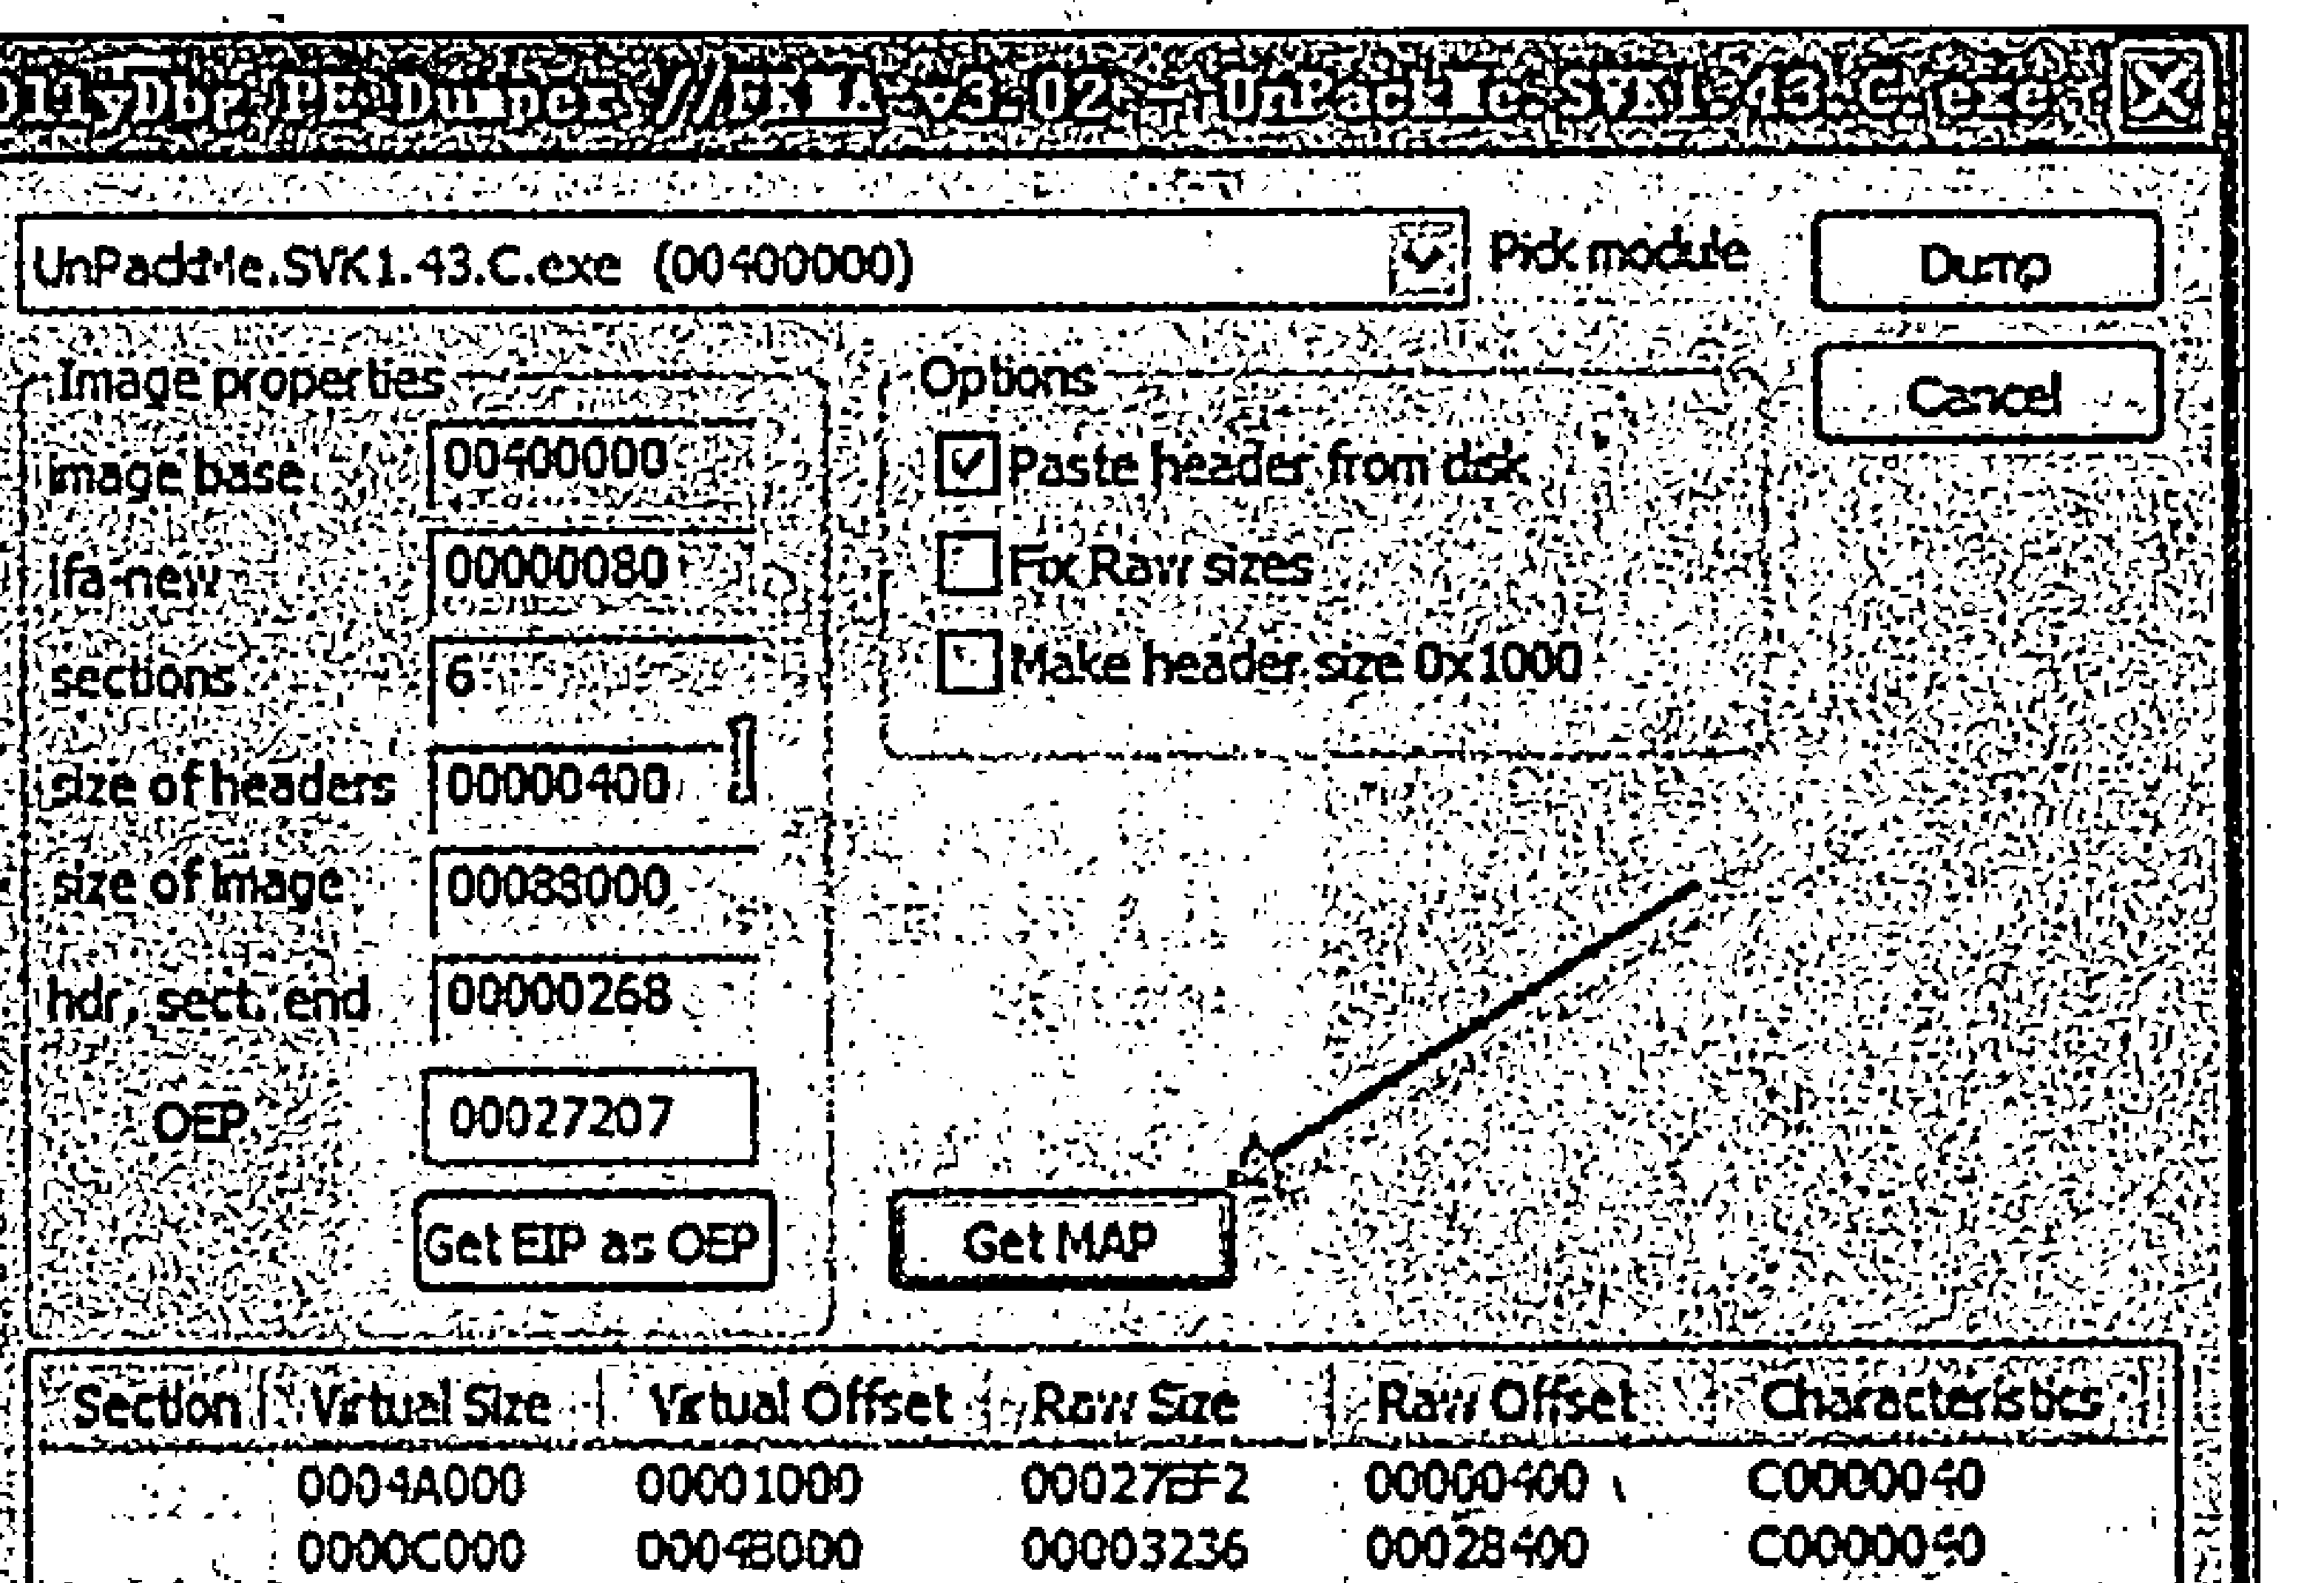 PE Dumper //FKMA v3.02 - UnPackMe.SVK1.43.C.exe
UnPackMe.SVK1.43.C.exe (00400000)
Pick module
Dump
Cancel
Image properties
image base 00400000
lfa-new 00000080
sections 6
size of headers 00000400
size of image
hdr, sect. end 00000268
OEP 00027207
Get EIP as OEP
Options
Paste header from disk
Fix Raw sizes
Make header size 0x1000
Get MAP
Section Virtual Size Virtual Offset Raw Size Raw Offset Characteristics
0004A000 00001000 00027EF2 00000400 C0000040
0000C000 0004B000 00003236 00028400 C0000040